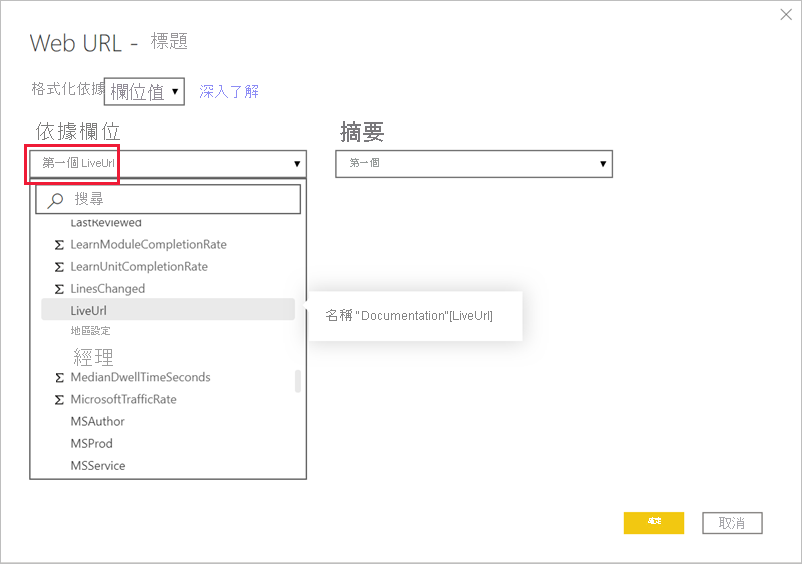 Web URL - 標題
格式化依據 欄位值 深入了解
依據欄位 摘要
第一個 LiveUrl 第一個
搜尋
LastReviewed
Σ LearnModuleCompletionRate
Σ LearnUnitCompletionRate
Σ LinesChanged
LiveUrl
名稱 "Documentation"[LiveUrl]
地區設定
經理
Σ MedianDwellTimeSeconds
Σ MicrosoftTrafficRate
MSAuthor
MSProd
MSService
確定 取消